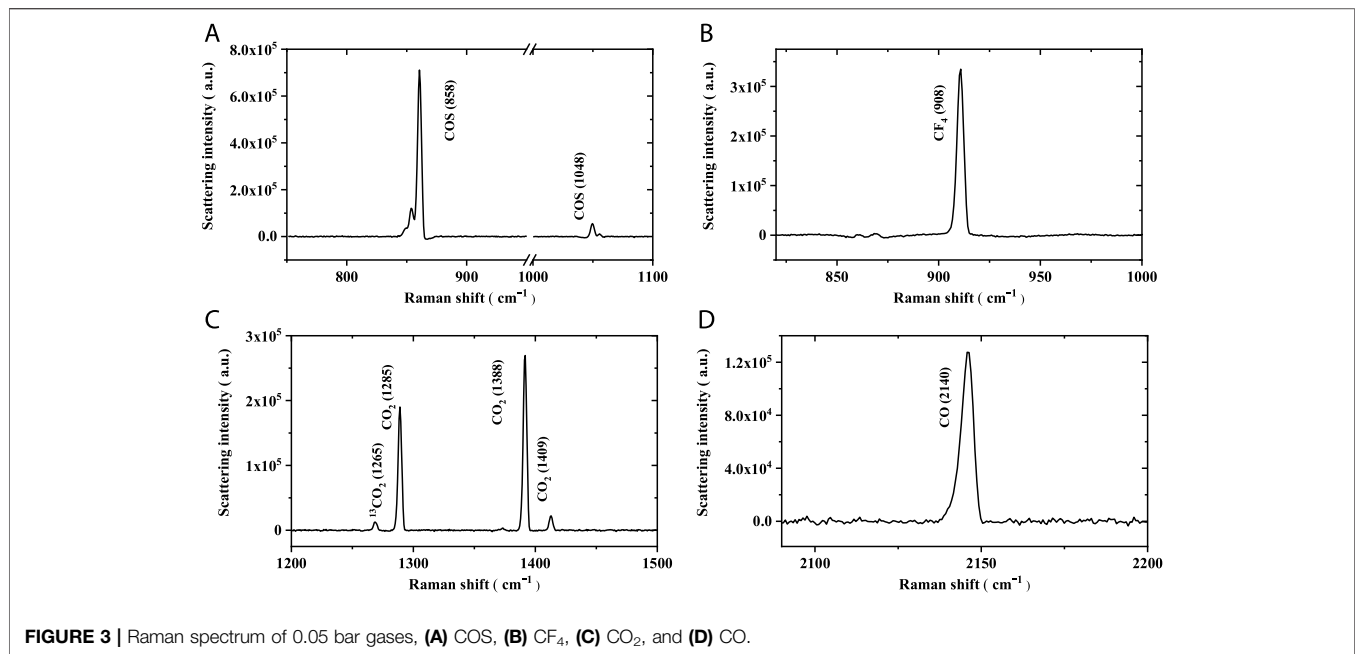 A
8.0x10⁵
6.0x10⁵
4.0x10⁵
2.0x10⁵
0.0
Scattering intensity ( a.u.)
COS (858)
COS (1048)
800
900
1000
1100
Raman shift ( cm⁻¹ )
B
3x10⁵
2x10⁵
1x10⁵
0
Scattering intensity ( a.u.)
CF₄ (908)
850
900
950
1000
Raman shift ( cm⁻¹ )
C
3x10⁵
2x10⁵
1x10⁵
0
Scattering intensity ( a.u.)
¹³CO₂ (1265)
CO₂ (1285)
CO₂ (1388)
CO₂ (1409)
1200
1300
1400
1500
Raman shift ( cm⁻¹ )
D
1.2x10⁵
8.0x10⁴
4.0x10⁴
0.0
Scattering intensity ( a.u.)
CO (2140)
2100
2150
2200
Raman shift ( cm⁻¹ )
FIGURE 3 | Raman spectrum of 0.05 bar gases, (A) COS, (B) CF₄, (C) CO₂, and (D) CO.